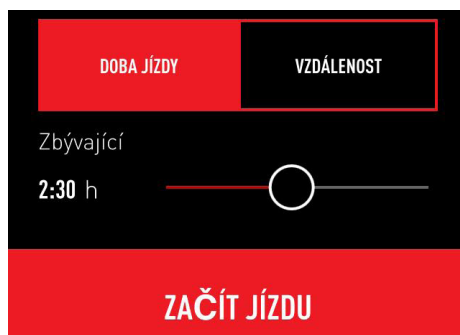 DOBA JÍZDY
VZDÁLENOST
Zbývající
2:30 h
ZAČÍT JÍZDU